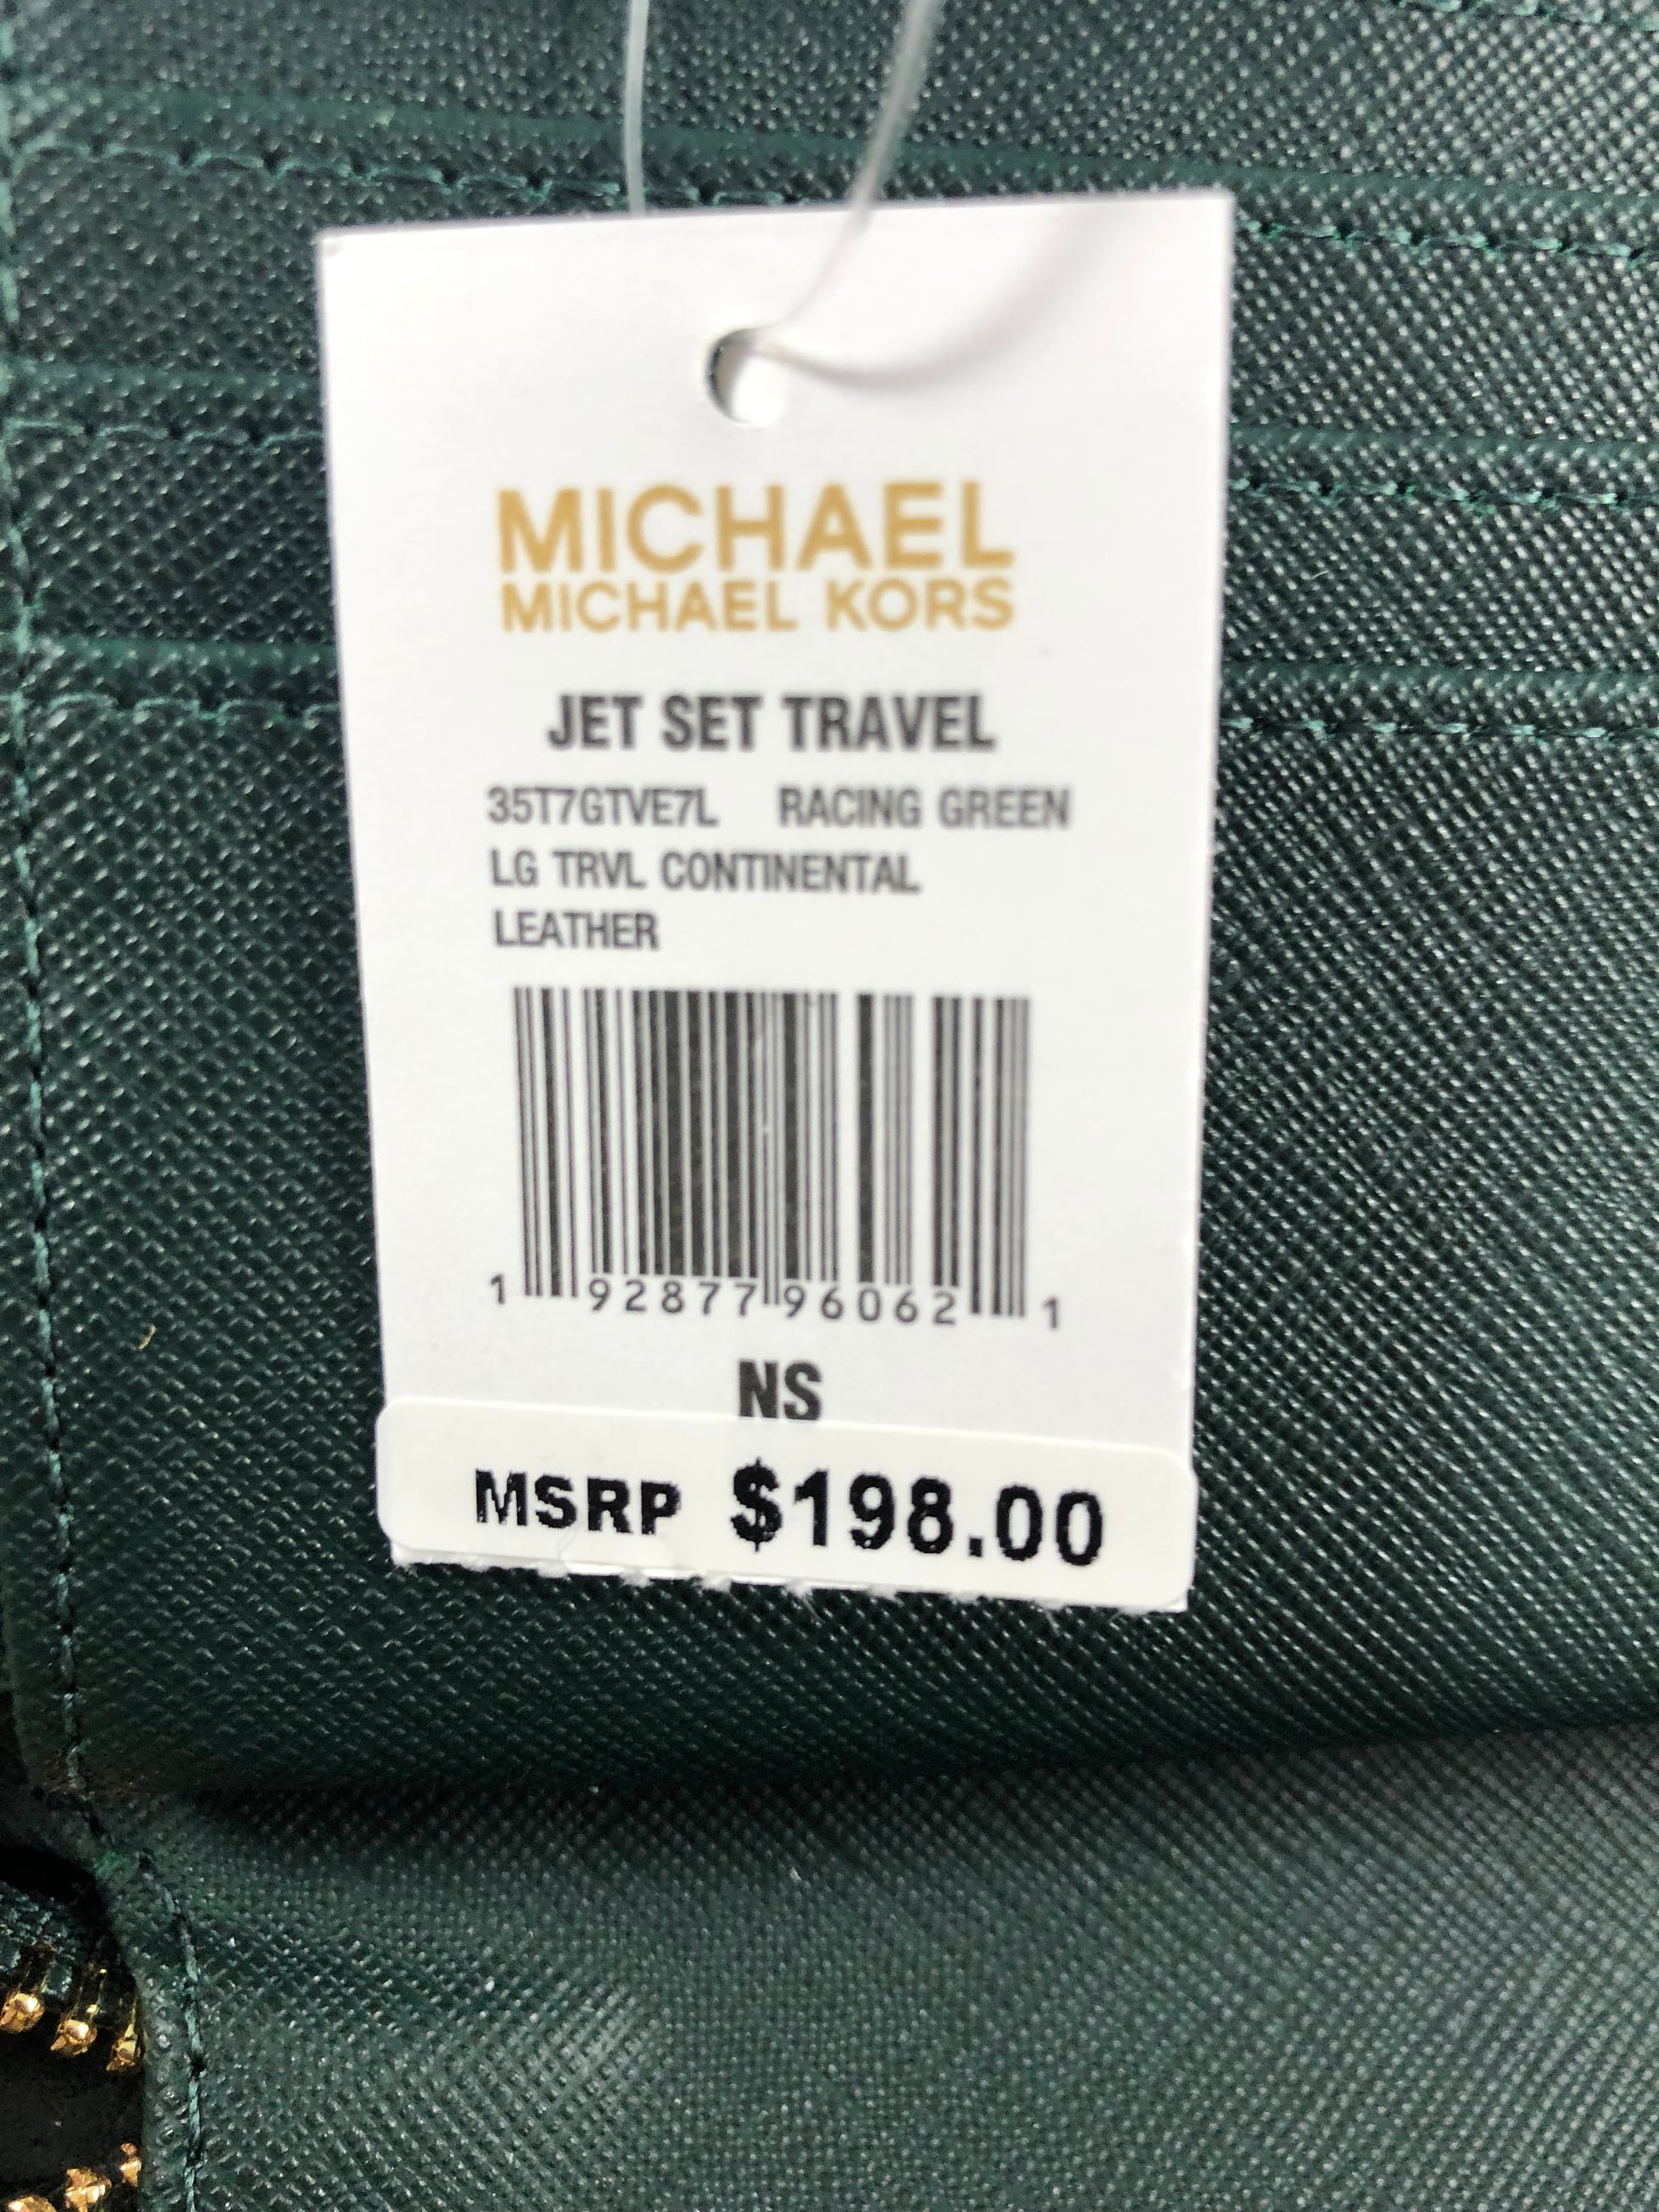 MICHAEL
MICHAEL KORS
JET SET TRAVEL
35T7GTVE7L RACING GREEN
LG TRVL CONTINENTAL
LEATHER
1 92877 96062 1
NS
MSRP $198.00